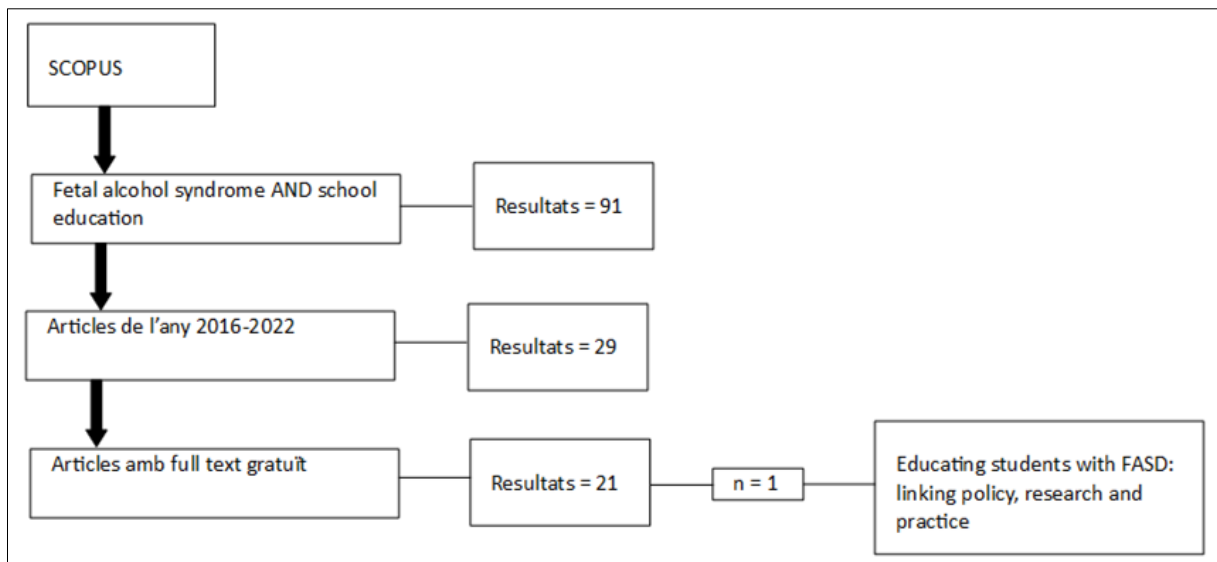 SCOPUS
Fetal alcohol syndrome AND school
education
Resultats = 91
Articles de l'any 2016-2022
Resultats = 29
Articles amb full text gratuït
Resultats = 21
n = 1
Educating students with FASD:
linking policy, research and
practice